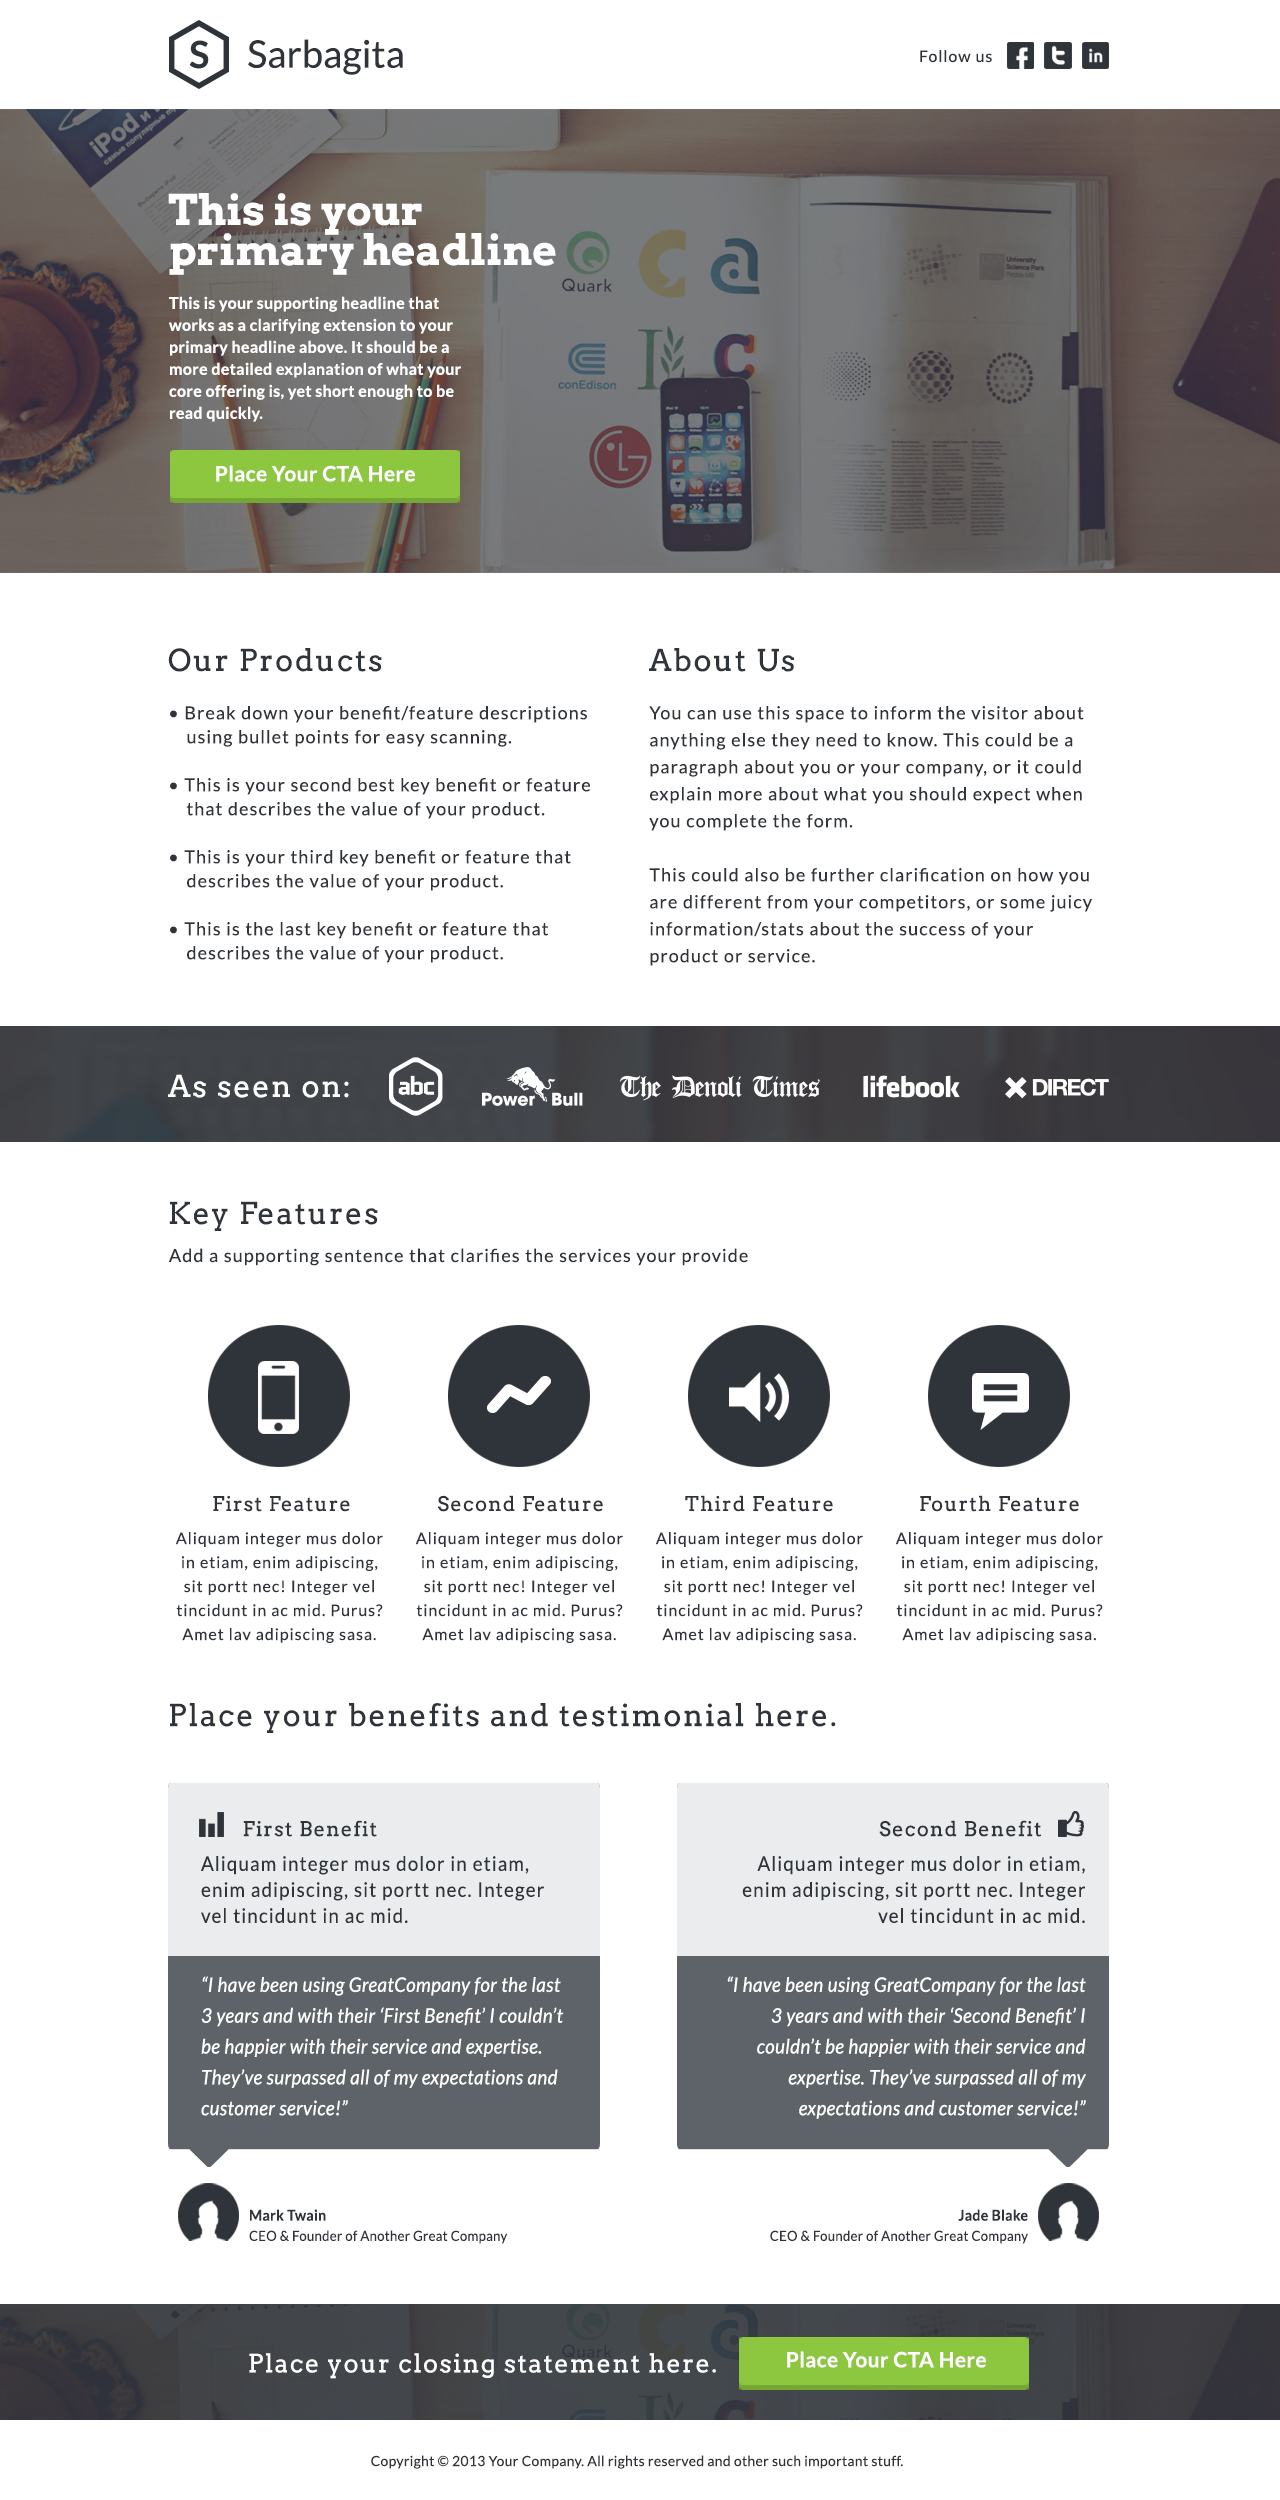 S Sarbagita
Follow us
iPod и
самые популярные
This is your
primary headline
This is your supporting headline that
works as a clarifying extension to your
primary headline above. It should be a
more detailed explanation of what your
core offering is, yet short enough to be
read quickly.
Place Your CTA Here
Quark
conEdison
LG
University
Science Park
Our Products
• Break down your benefit/feature descriptions
using bullet points for easy scanning.
• This is your second best key benefit or feature
that describes the value of your product.
• This is your third key benefit or feature that
describes the value of your product.
• This is the last key benefit or feature that
describes the value of your product.
About Us
You can use this space to inform the visitor about
anything else they need to know. This could be a
paragraph about you or your company, or it could
explain more about what you should expect when
you complete the form.
This could also be further clarification on how you
are different from your competitors, or some juicy
information/stats about the success of your
product or service.
As seen on: abc Power Bull The Denoli Times lifebook DIRECT
Key Features
Add a supporting sentence that clarifies the services your provide
First Feature
Aliquam integer mus dolor
in etiam, enim adipiscing,
sit portt nec! Integer vel
tincidunt in ac mid. Purus?
Amet lav adipiscing sasa.
Second Feature
Aliquam integer mus dolor
in etiam, enim adipiscing,
sit portt nec! Integer vel
tincidunt in ac mid. Purus?
Amet lav adipiscing sasa.
Third Feature
Aliquam integer mus dolor
in etiam, enim adipiscing,
sit portt nec! Integer vel
tincidunt in ac mid. Purus?
Amet lav adipiscing sasa.
Fourth Feature
Aliquam integer mus dolor
in etiam, enim adipiscing,
sit portt nec! Integer vel
tincidunt in ac mid. Purus?
Amet lav adipiscing sasa.
Place your benefits and testimonial here.
First Benefit
Aliquam integer mus dolor in etiam,
enim adipiscing, sit portt nec. Integer
vel tincidunt in ac mid.
“I have been using GreatCompany for the last
3 years and with their ‘First Benefit’ I couldn’t
be happier with their service and expertise.
They’ve surpassed all of my expectations and
customer service!”
Mark Twain
CEO & Founder of Another Great Company
Second Benefit
Aliquam integer mus dolor in etiam,
enim adipiscing, sit portt nec. Integer
vel tincidunt in ac mid.
“I have been using GreatCompany for the last
3 years and with their ‘Second Benefit’ I
couldn’t be happier with their service and
expertise. They’ve surpassed all of my
expectations and customer service!”
Jade Blake
CEO & Founder of Another Great Company
Quark
Place your closing statement here.
Place Your CTA Here
Copyright © 2013 Your Company. All rights reserved and other such important stuff.